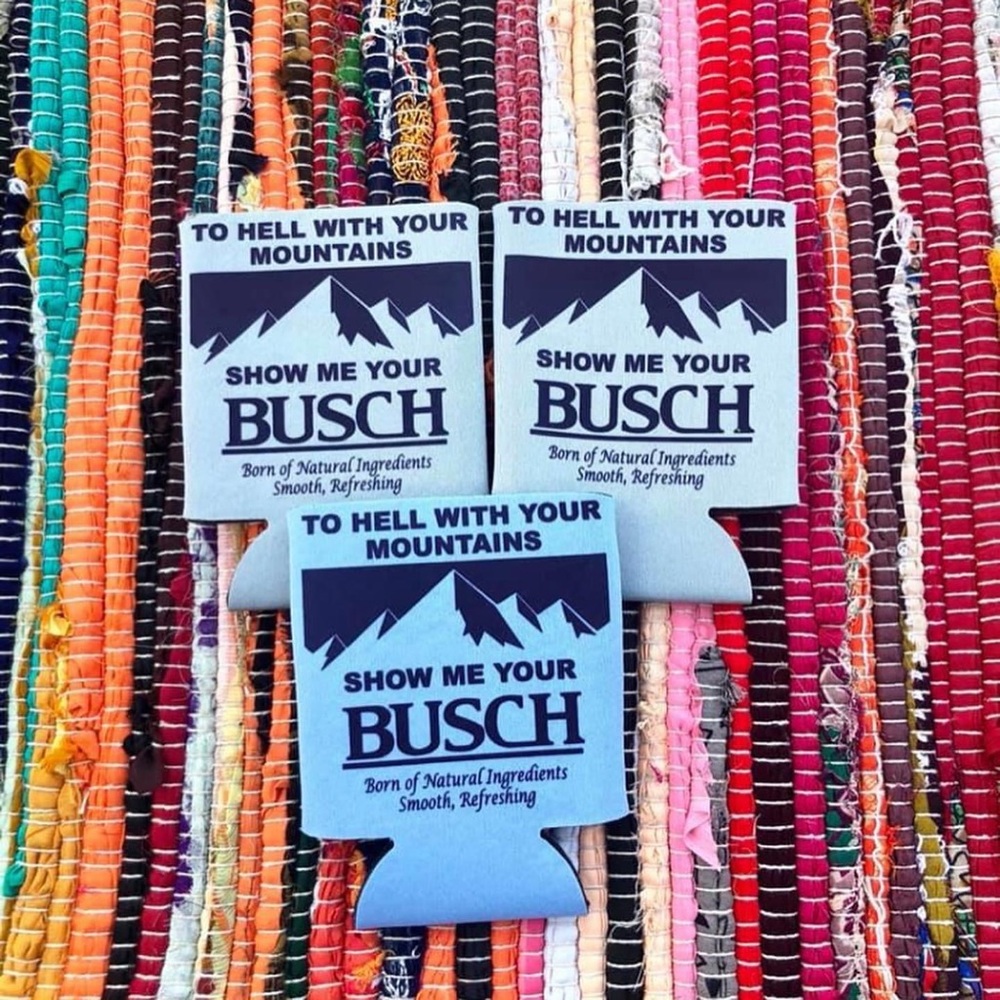 TO HELL WITH YOUR
MOUNTAINS
SHOW ME YOUR
BUSCH
Born of Natural Ingredients
Smooth, Refreshing
TO HELL WITH YOUR
MOUNTAINS
SHOW ME YOUR
BUSCH
Born of Natural Ingredients
Smooth, Refreshing
TO HELL WITH YOUR
MOUNTAINS
SHOW ME YOUR
BUSCH
Born of Natural Ingredients
Smooth, Refreshing